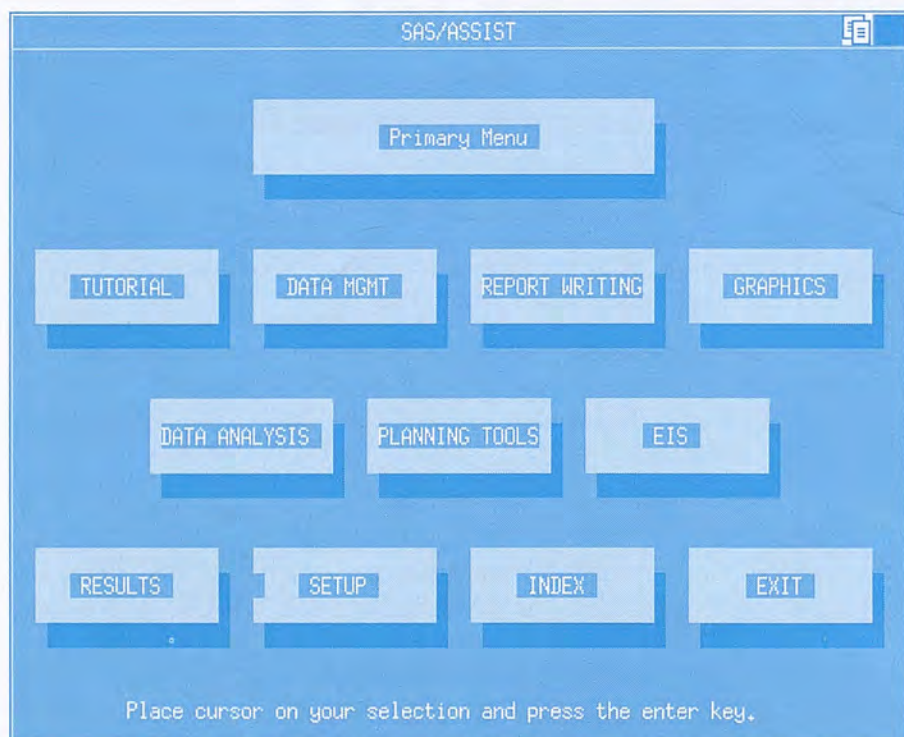 SAS/ASSIST
Primary Menu
TUTORIAL DATA MGMT REPORT WRITING GRAPHICS
DATA ANALYSIS PLANNING TOOLS EIS
RESULTS SETUP INDEX EXIT
Place cursor on your selection and press the enter key.